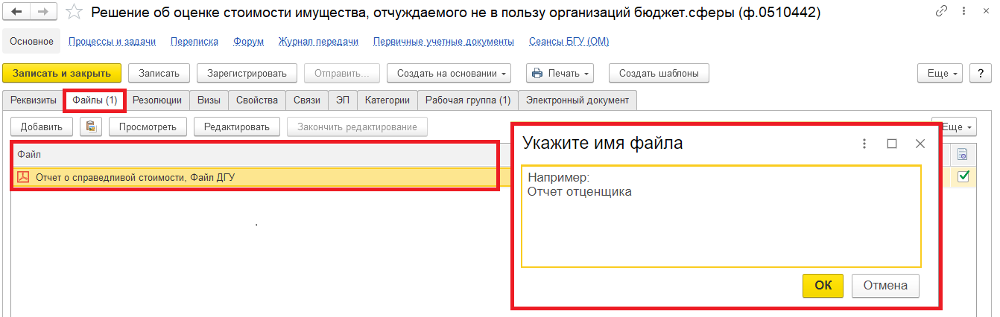 Решение об оценке стоимости имущества, отчуждаемого не в пользу организаций бюджет.сферы (ф.0510442)
Основное Процессы и задачи Переписка Форум Журнал передачи Первичные учетные документы Сеансы БГУ (ОМ)
Записать и закрыть Записать Зарегистрировать Отправить... Создать на основании Печать Создать шаблоны Еще ?
Реквизиты Файлы (1) Резолюции Визы Свойства Связи ЭП Категории Рабочая группа (1) Электронный документ
Добавить Просмотреть Редактировать Закончить редактирование Еще
Файл
Отчет о справедливой стоимости, Файл ДГУ
Укажите имя файла
Например:
Отчет отценщика
ОК Отмена